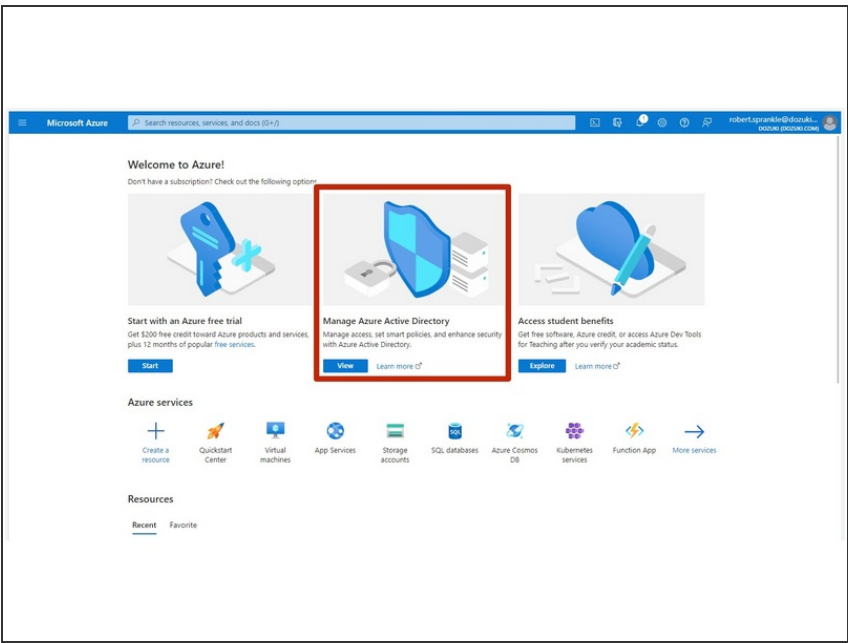 Microsoft Azure
Search resources, services, and docs (G+/)
robert.sprankle@dozuki...
DOZUKI (DOZUKI.COM)
Welcome to Azure!
Don't have a subscription? Check out the following options.
Start with an Azure free trial
Get $200 free credit toward Azure products and services,
plus 12 months of popular free services.
Start
Manage Azure Active Directory
Manage access, set smart policies, and enhance security
with Azure Active Directory.
View
Learn more
Access student benefits
Get free software, Azure credit, or access Azure Dev Tools
for Teaching after you verify your academic status.
Explore
Learn more
Azure services
Create a
resource
Quickstart
Center
Virtual
machines
App Services
Storage
accounts
SQL
SQL databases
Azure Cosmos
DB
Kubernetes
services
Function App
More services
Resources
Recent
Favorite